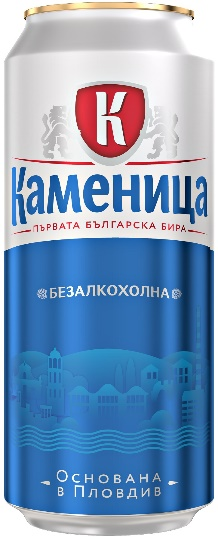 К
Каменица
ПЪРВАТА БЪЛГАРСКА БИРА
БЕЗАЛКОХОЛНА
ОСНОВАНА
В ПЛОВДИВ